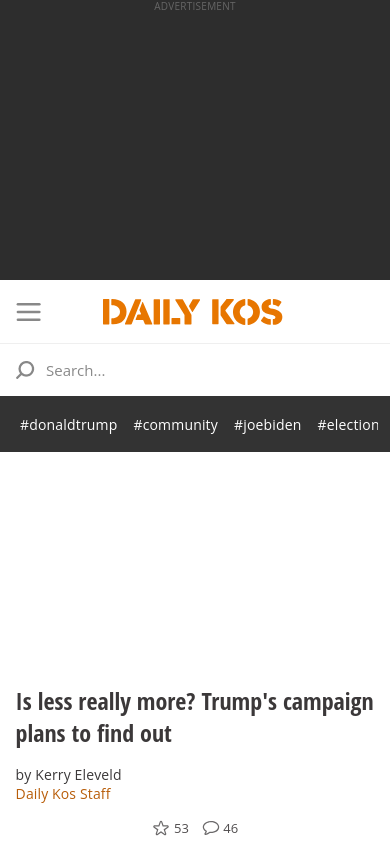 ADVERTISEMENT
DAILY KOS
Search...
#donaldtrump #community #joebiden #election
Is less really more? Trump's campaign
plans to find out
by Kerry Eleveld
Daily Kos Staff
53 46